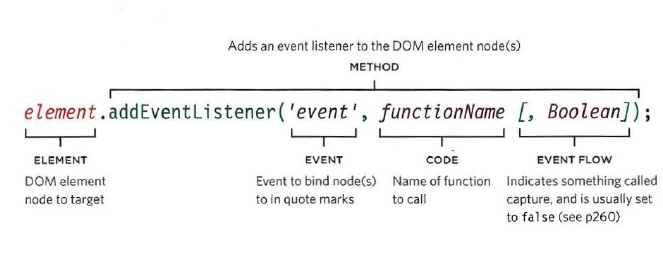 Adds an event listener to the DOM element node(s)
METHOD
element.addEventListener('event', functionName [, Boolean]);
ELEMENT
DOM element
node to target
EVENT
Event to bind node(s)
to in quote marks
CODE
Name of function
to call
EVENT FLOW
Indicates something called
capture, and is usually set
to false (see p260)